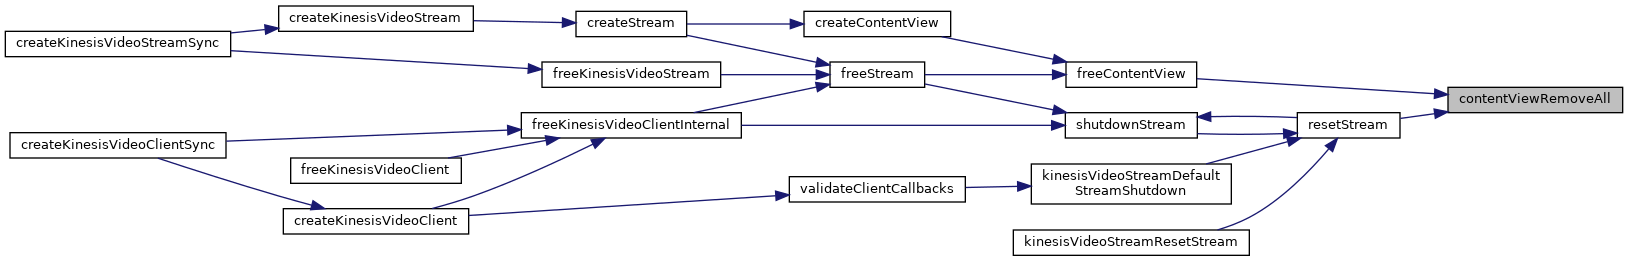 createKinesisVideoStream
createStream
createContentView
createKinesisVideoStreamSync
freeKinesisVideoStream
freeStream
freeContentView
contentViewRemoveAll
freeKinesisVideoClientInternal
shutdownStream
resetStream
createKinesisVideoClientSync
freeKinesisVideoClient
kinesisVideoStreamDefault
StreamShutdown
validateClientCallbacks
createKinesisVideoClient
kinesisVideoStreamResetStream